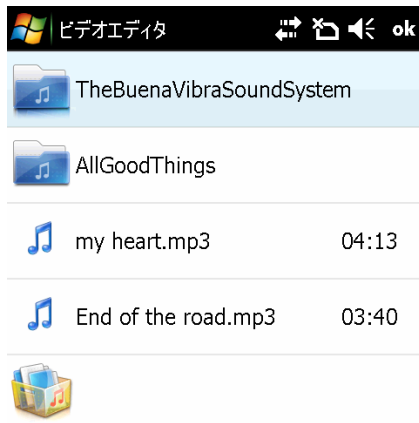 ビデオエディタ ok
TheBuenaVibraSoundSystem
AllGoodThings
my heart.mp3 04:13
End of the road.mp3 03:40